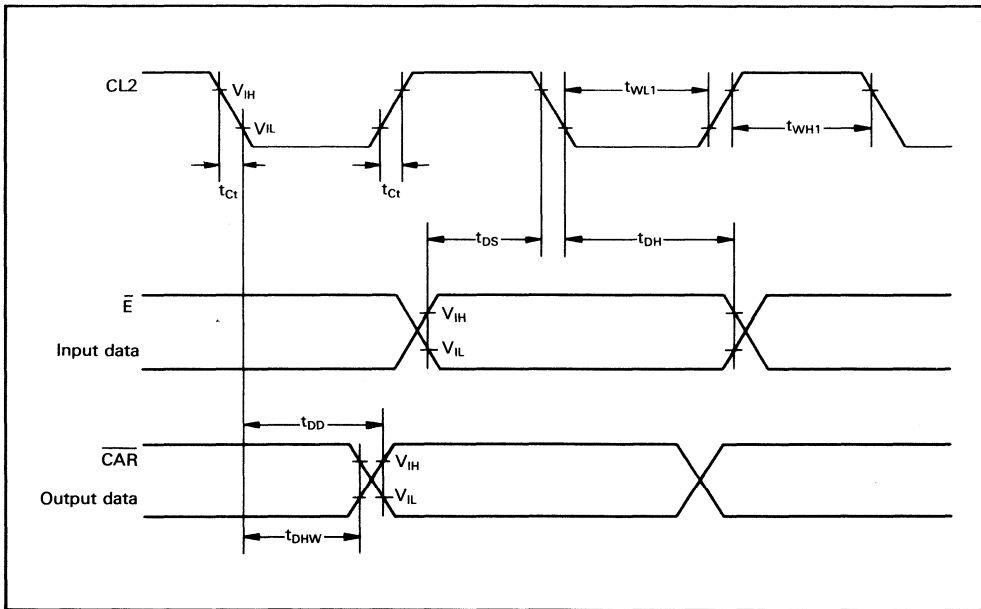 CL2
V_IH
V_IL
t_WL1
t_WH1
t_Ct
t_Ct
t_DS
t_DH
E̅
Input data
V_IH
V_IL
t_DD
C̅A̅R̅
Output data
V_IH
V_IL
t_DHW